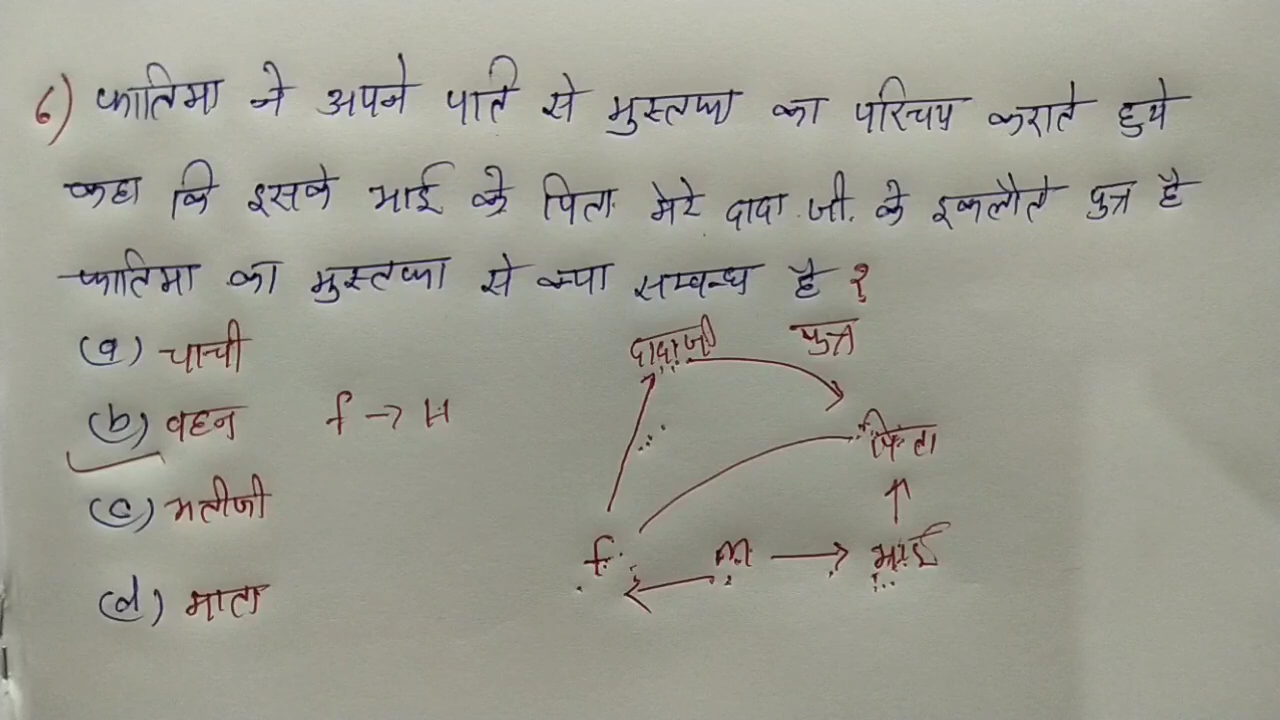 6) फातिमा ने अपने पति से मुस्तफा का परिचय कराते हुये
कहा कि इसके भाई के पिता मेरे दादा जी. के इकलौते पुत्र है
फातिमा का मुस्तफा से क्या सम्बन्ध है ?
(a) चाची
(b) बहन
(c) भतीजी
(d) माता
f → M
दादा जी पुत्र
पिता
f m भाई